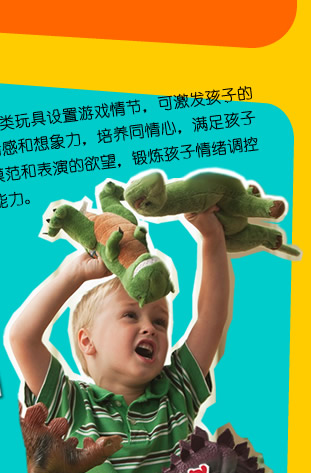 类玩具设置游戏情节，可激发孩子的
感和想象力，培养同情心，满足孩子
范和表演的欲望，锻炼孩子情绪调控
能力。